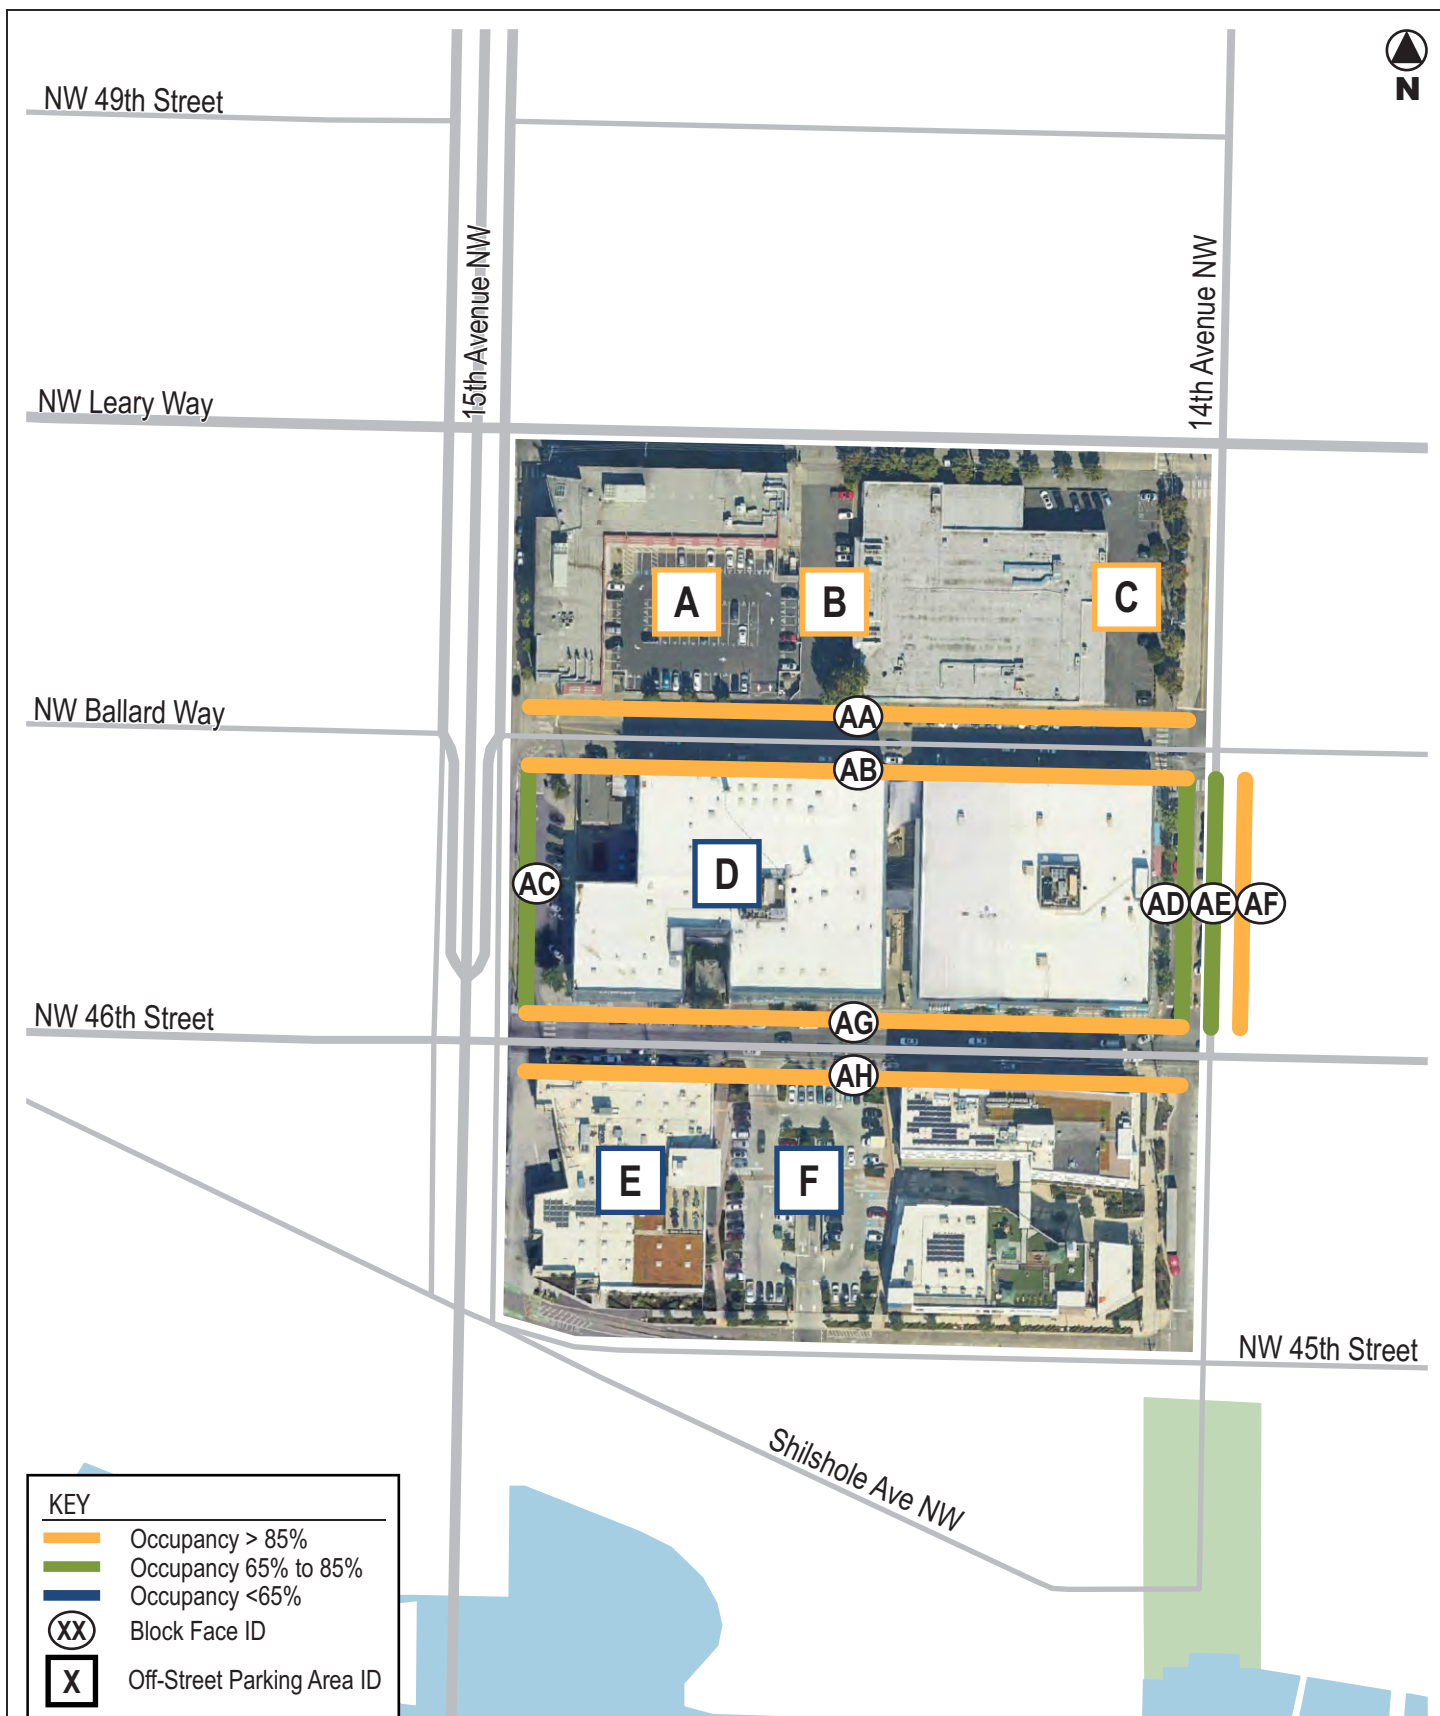 N
NW 49th Street
15th Avenue NW
14th Avenue NW
NW Leary Way
A
B
C
NW Ballard Way
AA
AB
D
AC
AD
AE
AF
NW 46th Street
AG
AH
E
F
NW 45th Street
Shilshole Ave NW
KEY
Occupancy > 85%
Occupancy 65% to 85%
Occupancy <65%
XX Block Face ID
X Off-Street Parking Area ID